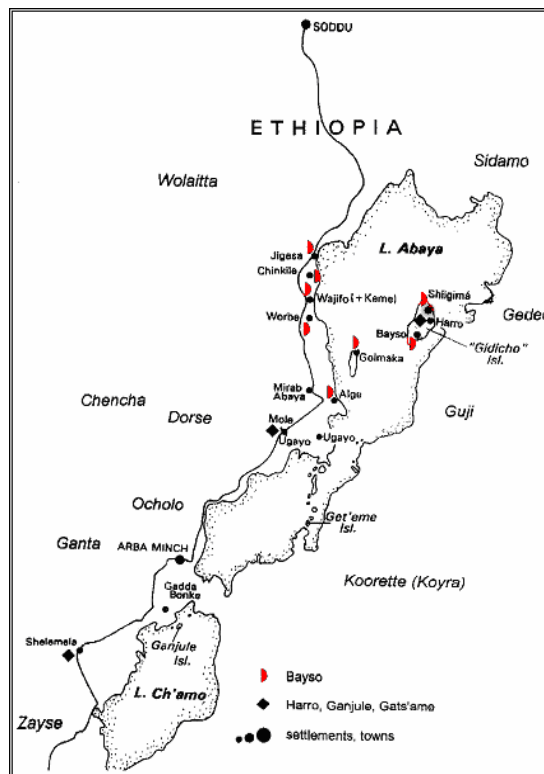 SODDU
ETHIOPIA
Sidamo
Wolaitta
L. Abaya
Jigesa
Chinkile
Shiigima
Wajifo (+Keme)
Harro
Gedeo
Worbe
Bayso
"Gidicho"
Isl.
Golmaka
Mirab
Abaya
Alge
Chencha
Guji
Dorse
Mole
Ugayo
Ugayo
Ocholo
Get'eme
Isl.
Ganta
ARBA MINCH
Koorette (Koyra)
Gadda
Bonke
Shelemela
Ganjule
Isl.
Bayso
L. Ch'amo
Harro, Ganjule, Gats'ame
Zayse
settlements, towns